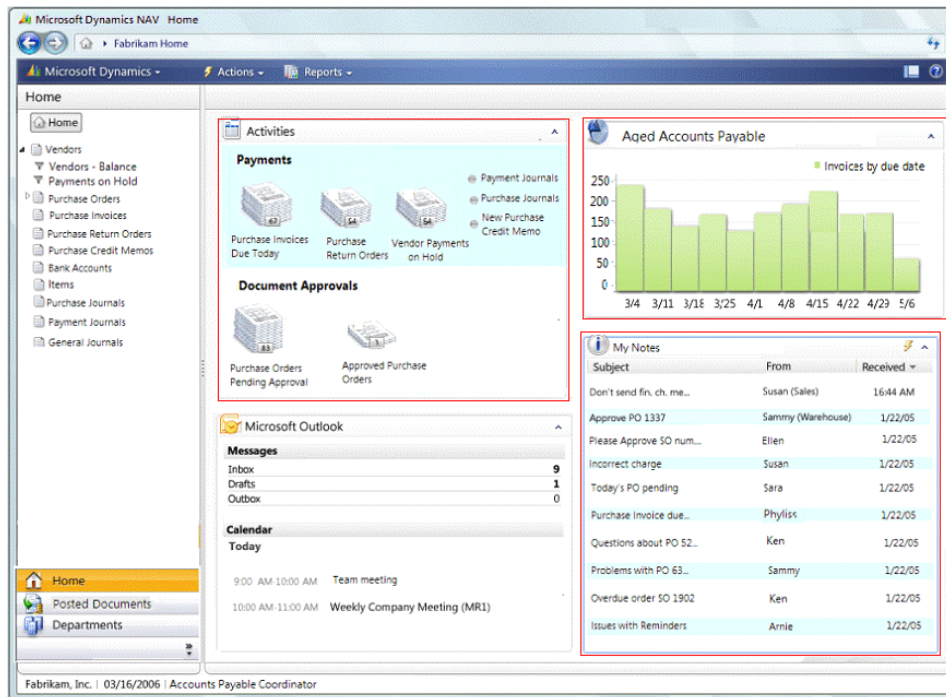 Microsoft Dynamics NAV Home
Fabrikam Home
Microsoft Dynamics
Actions
Reports
Home
Home
Vendors
Vendors - Balance
Payments on Hold
Purchase Orders
Purchase Invoices
Purchase Return Orders
Purchase Credit Memos
Bank Accounts
Items
Purchase Journals
Payment Journals
General Journals
Home
Posted Documents
Departments
Activities
Payments
67
Purchase Invoices
Due Today
54
Purchase
Return Orders
54
Vendor Payments
on Hold
Payment Journals
Purchase Journals
New Purchase
Credit Memo
Document Approvals
83
Purchase Orders
Pending Approval
3
Approved Purchase
Orders
Microsoft Outlook
Messages
Inbox 9
Drafts 1
Outbox 0
Calendar
Today
9:00 AM-10:00 AM Team meeting
10:00 AM-11:00 AM Weekly Company Meeting (MR1)
Aged Accounts Payable
Invoices by due date
250
200
150
100
50
0
3/4 3/11 3/18 3/25 4/1 4/8 4/15 4/22 4/29 5/6
My Notes
Subject From Received
Don't send fin. ch. me... Susan (Sales) 16:44 AM
Approve PO 1337 Sammy (Warehouse) 1/22/05
Please Approve SO num... Ellen 1/22/05
Incorrect charge Susan 1/22/05
Today's PO pending Sara 1/22/05
Purchase Invoice due... Phyliss 1/22/05
Questions about PO 52... Ken 1/22/05
Problems with PO 63... Sammy 1/22/05
Overdue order SO 1902 Ken 1/22/05
Issues with Reminders Arnie 1/22/05
Fabrikam, Inc. | 03/16/2006 | Accounts Payable Coordinator